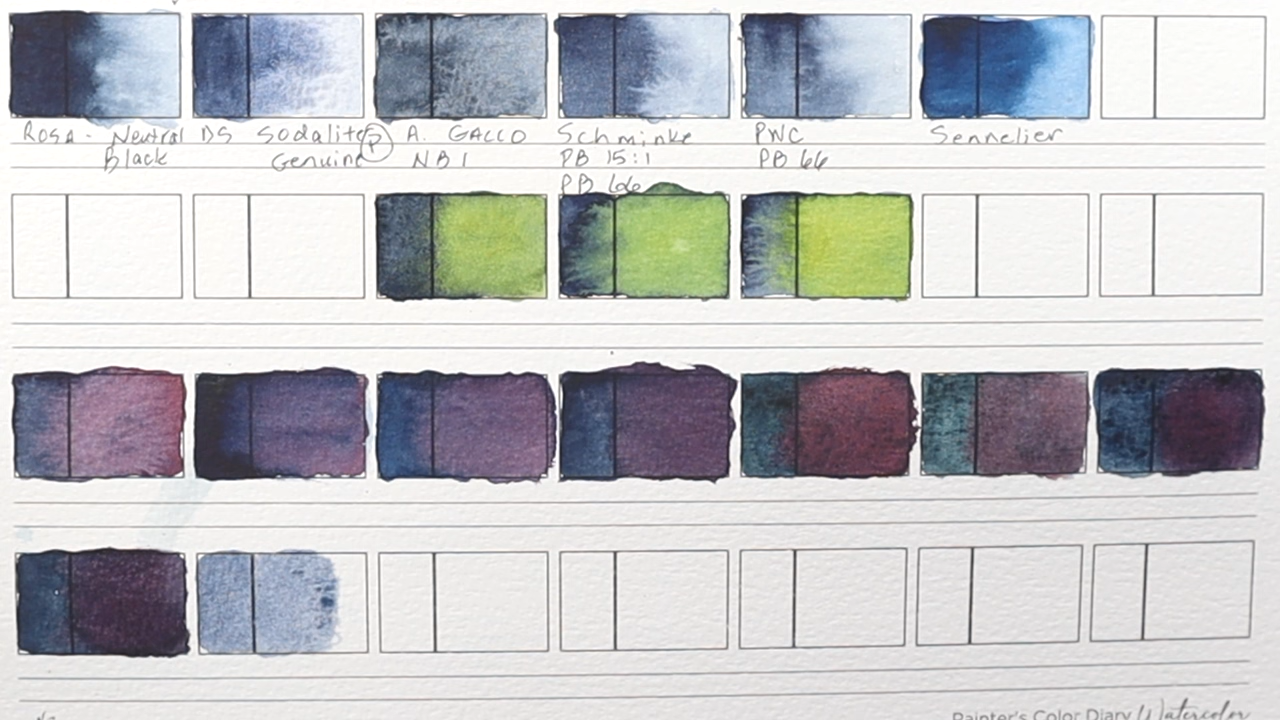 Rosa - Neutral Black
DS Sodalite Genuine P
A. GALLO NB1
Schminke PB 15:1 PB 66
PWC PB 66
Sennelier
Painter's Color Diary Watercolor